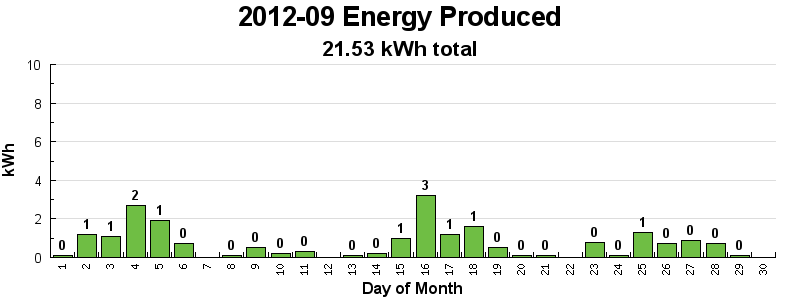 2012-09 Energy Produced
21.53 kWh total
10
8
6
4
2
0
kWh
0 1 1 2 1 0 0 0 0 0 0 0 1 3 1 1 0 0 0 0 0 1 0 0 0 0
1 2 3 4 5 6 7 8 9 10 11 12 13 14 15 16 17 18 19 20 21 22 23 24 25 26 27 28 29 30
Day of Month